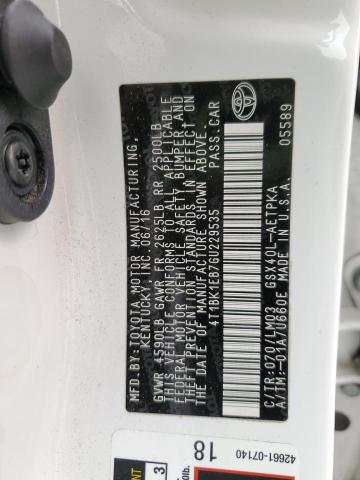 MFD. BY: TOYOTA MOTOR MANUFACTURING,
KENTUCKY, INC. 06/16
GVWR 4590LB GAWR FR 2625LB RR 2500LB
THIS VEHICLE CONFORMS TO ALL APPLICABLE
FEDERAL MOTOR VEHICLE SAFETY, BUMPER, AND
THEFT PREVENTION STANDARDS IN EFFECT ON
THE DATE OF MANUFACTURE SHOWN ABOVE.
4T1BK1EB7GU229535 PASS.CAR
C/TR:070/LM03 GSX40L-AETPKA
A/TM:-01A/U660E MADE IN U.S.A. 05589
42661-07140
18
3